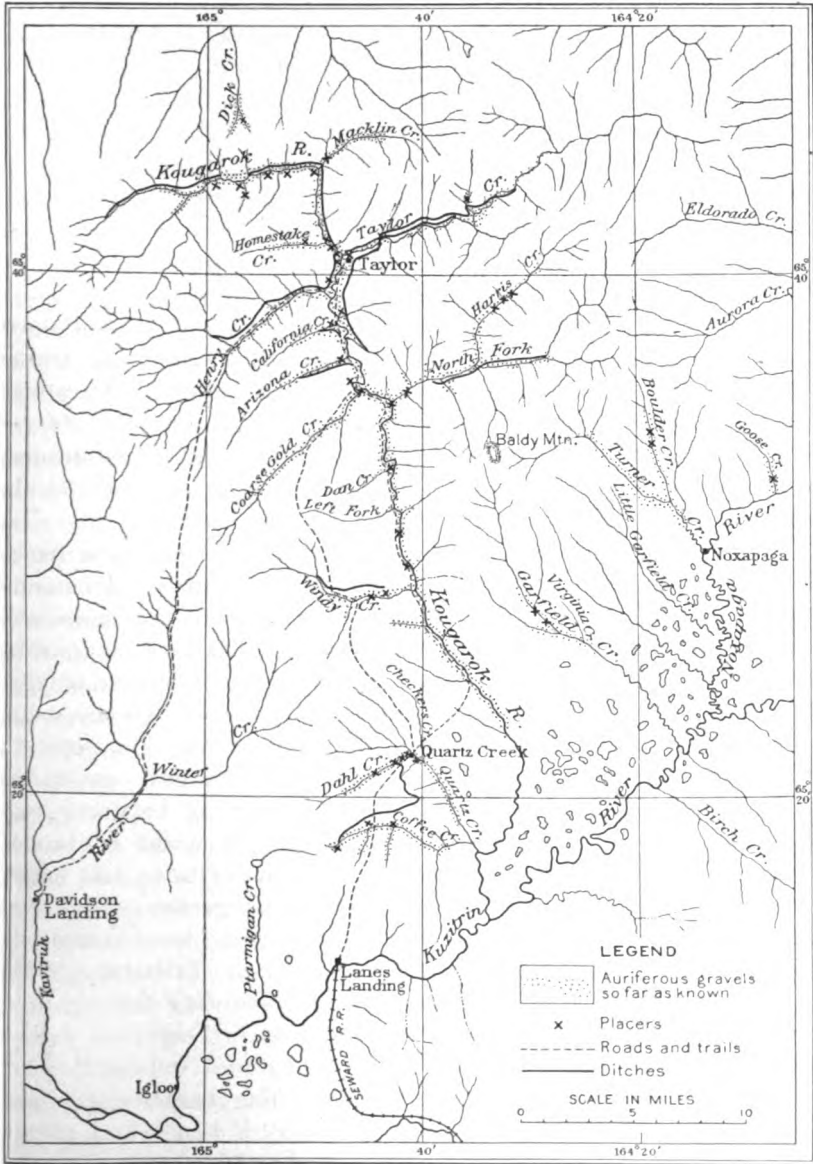 165°
40'
164° 20'
Dick Cr.
Macklin Cr.
Kougarok R.
Taylor Cr.
Eldorado Cr.
Homestake
Cr.
Taylor
65°
40'
65°
40'
Harris
Cr.
Aurora Cr.
Henry Cr.
California Cr.
Arizona Cr.
North Fork
Boulder Cr.
Goose Cr.
Baldy Mtn.
Turner Cr.
Coarse Gold Cr.
Dan Cr.
Left Fork
Little Garfield Cr.
River
Noxapaga
Noxapaga
Windy Cr.
Garfield Cr.
Virginia Cr.
Kougarok R.
Checkers Cr.
Winter Cr.
Quartz Creek
Dahl Cr.
Quartz Cr.
65°
20'
65°
20'
River
Birch Cr.
Coffee Cr.
River
Davidson
Landing
Kaviruk
Ptarmigan Cr.
Kuzitrin
Lanes
Landing
SEWARD R.R.
Igloo
LEGEND
Auriferous gravels
so far as known
× Placers
Roads and trails
Ditches
SCALE IN MILES
0 5 10
165°
40'
164° 20'